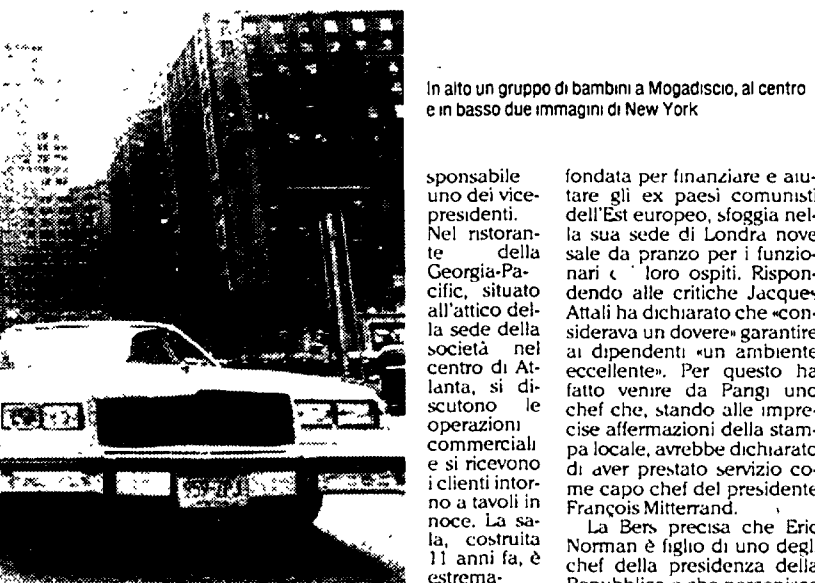 In alto un gruppo di bambini a Mogadiscio, al centro
e in basso due immagini di New York
sponsabile
uno dei vice-
presidenti.
Nel ristoran-
te della
Georgia-Pa-
cific, situato
all'attico del-
la sede della
società nel
centro di At-
lanta, si di-
scutono le
operazioni
commerciali
e si ricevono
i clienti intor-
no a tavoli in
noce. La sa-
la, costruita
11 anni fa, è
estrema-
fondata per finanziare e aiu-
tare gli ex paesi comunisti
dell'Est europeo, sfoggia nel-
la sua sede di Londra nove
sale da pranzo per i funzio-
nari loro ospiti. Rispon-
dendo alle critiche Jacques
Attali ha dichiarato che «con-
siderava un dovere» garantire
ai dipendenti «un ambiente
eccellente». Per questo ha
fatto venire da Parigi uno
chef che, stando alle impre-
cise affermazioni della stam-
pa locale, avrebbe dichiarato
di aver prestato servizio co-
me capo chef del presidente
François Mitterrand.
La Bers precisa che Eric
Norman è figlio di uno degli
chef della presidenza della